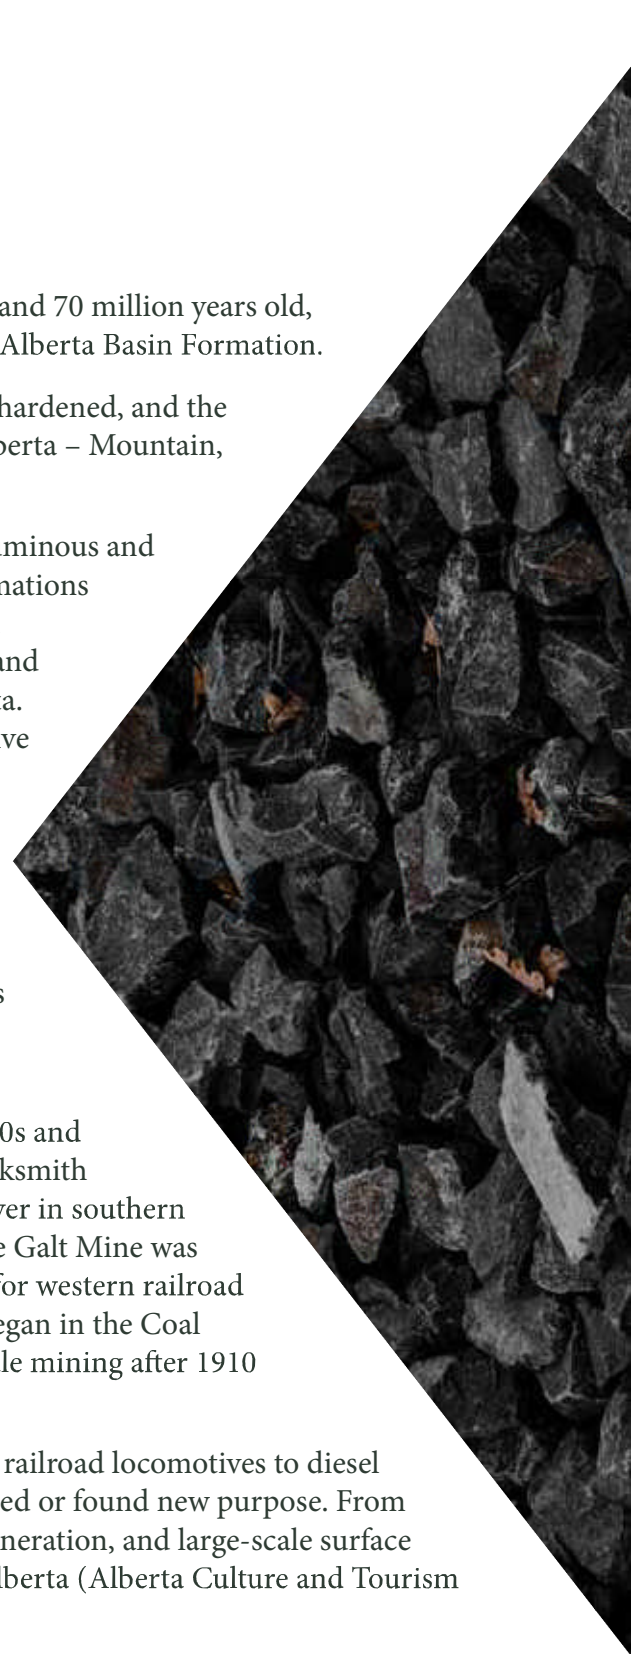 and 70 million years old,
Alberta Basin Formation.
hardened, and the
berta – Mountain,
uminous and
mations
and
ta.
ve
s
0s and
ksmith
ver in southern
e Galt Mine was
for western railroad
egan in the Coal
le mining after 1910
railroad locomotives to diesel
ed or found new purpose. From
neration, and large-scale surface
lberta (Alberta Culture and Tourism